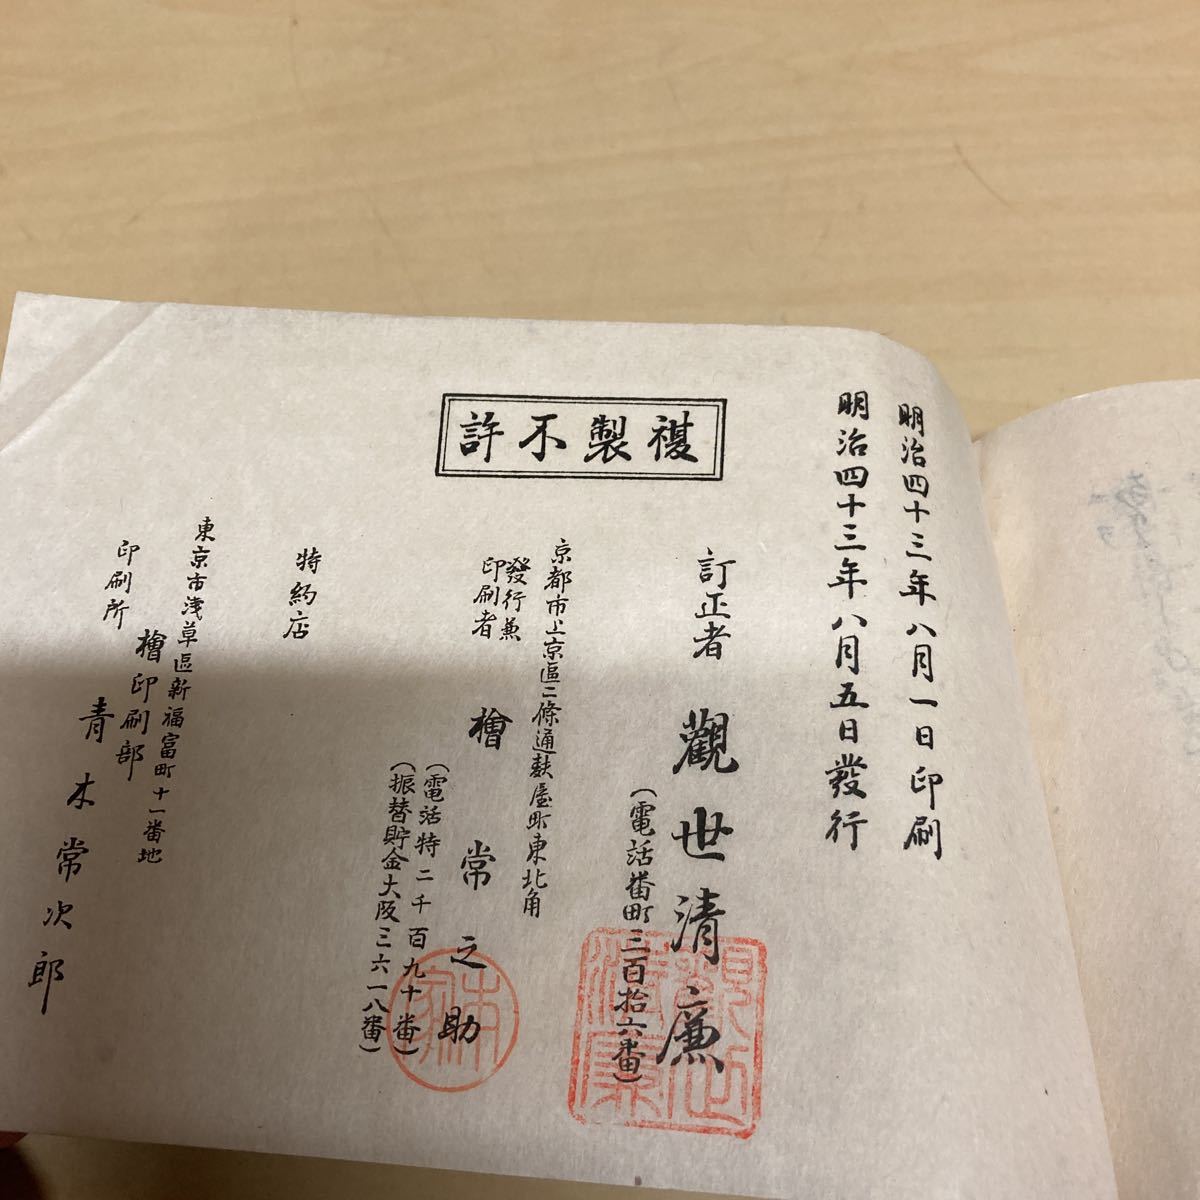 明治四十三年八月一日印刷
明治四十三年八月五日發行
複製不許
訂正者 觀世清廉
（電話番町三百拾六番）
觀世清廉
京都市上京區二條通麩屋町東北角
發行兼印刷者 檜常之助
（電話特二千百九十番）
（振替貯金大阪三六一八番）
特約店
東京市淺草區新福富町十一番地
印刷所 檜印刷部
青木常次郎